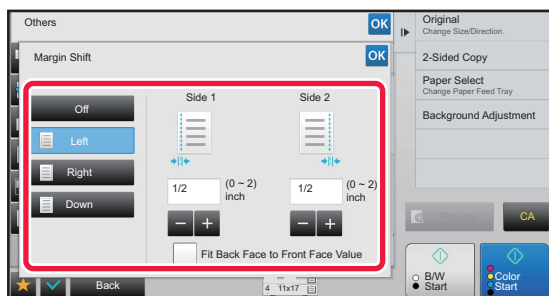 Others
OK
Margin Shift
OK
Off
Left
Right
Down
Side 1
Side 2
1/2
(0 ~ 2)
inch
1/2
(0 ~ 2)
inch
Fit Back Face to Front Face Value
Back
4 11x17
Original
Change Size/Direction.
2-Sided Copy
Paper Select
Change Paper Feed Tray
Background Adjustment
Preview
CA
B/W
Start
Color
Start